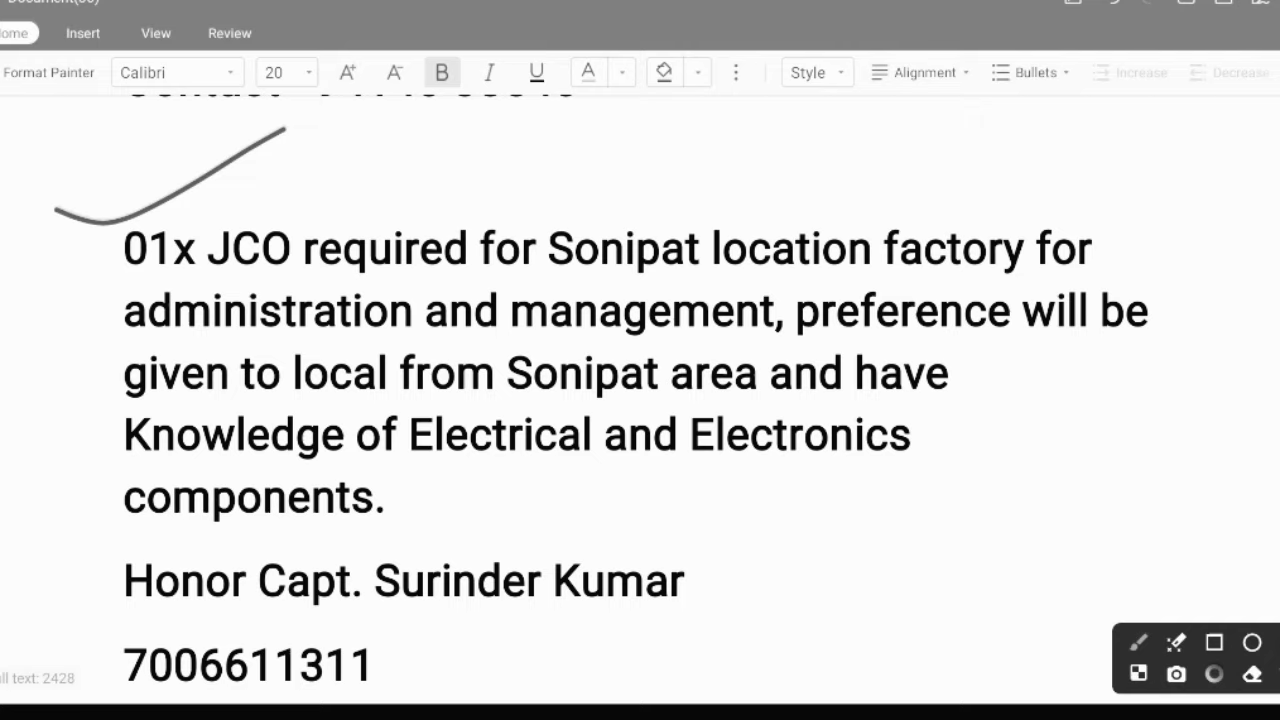 Insert View Review
Format Painter Calibri 20 A+ A- B I U A Style Alignment Bullets Increase Decrease
01x JCO required for Sonipat location factory for
administration and management, preference will be
given to local from Sonipat area and have
Knowledge of Electrical and Electronics
components.
Honor Capt. Surinder Kumar
7006611311
text: 2428